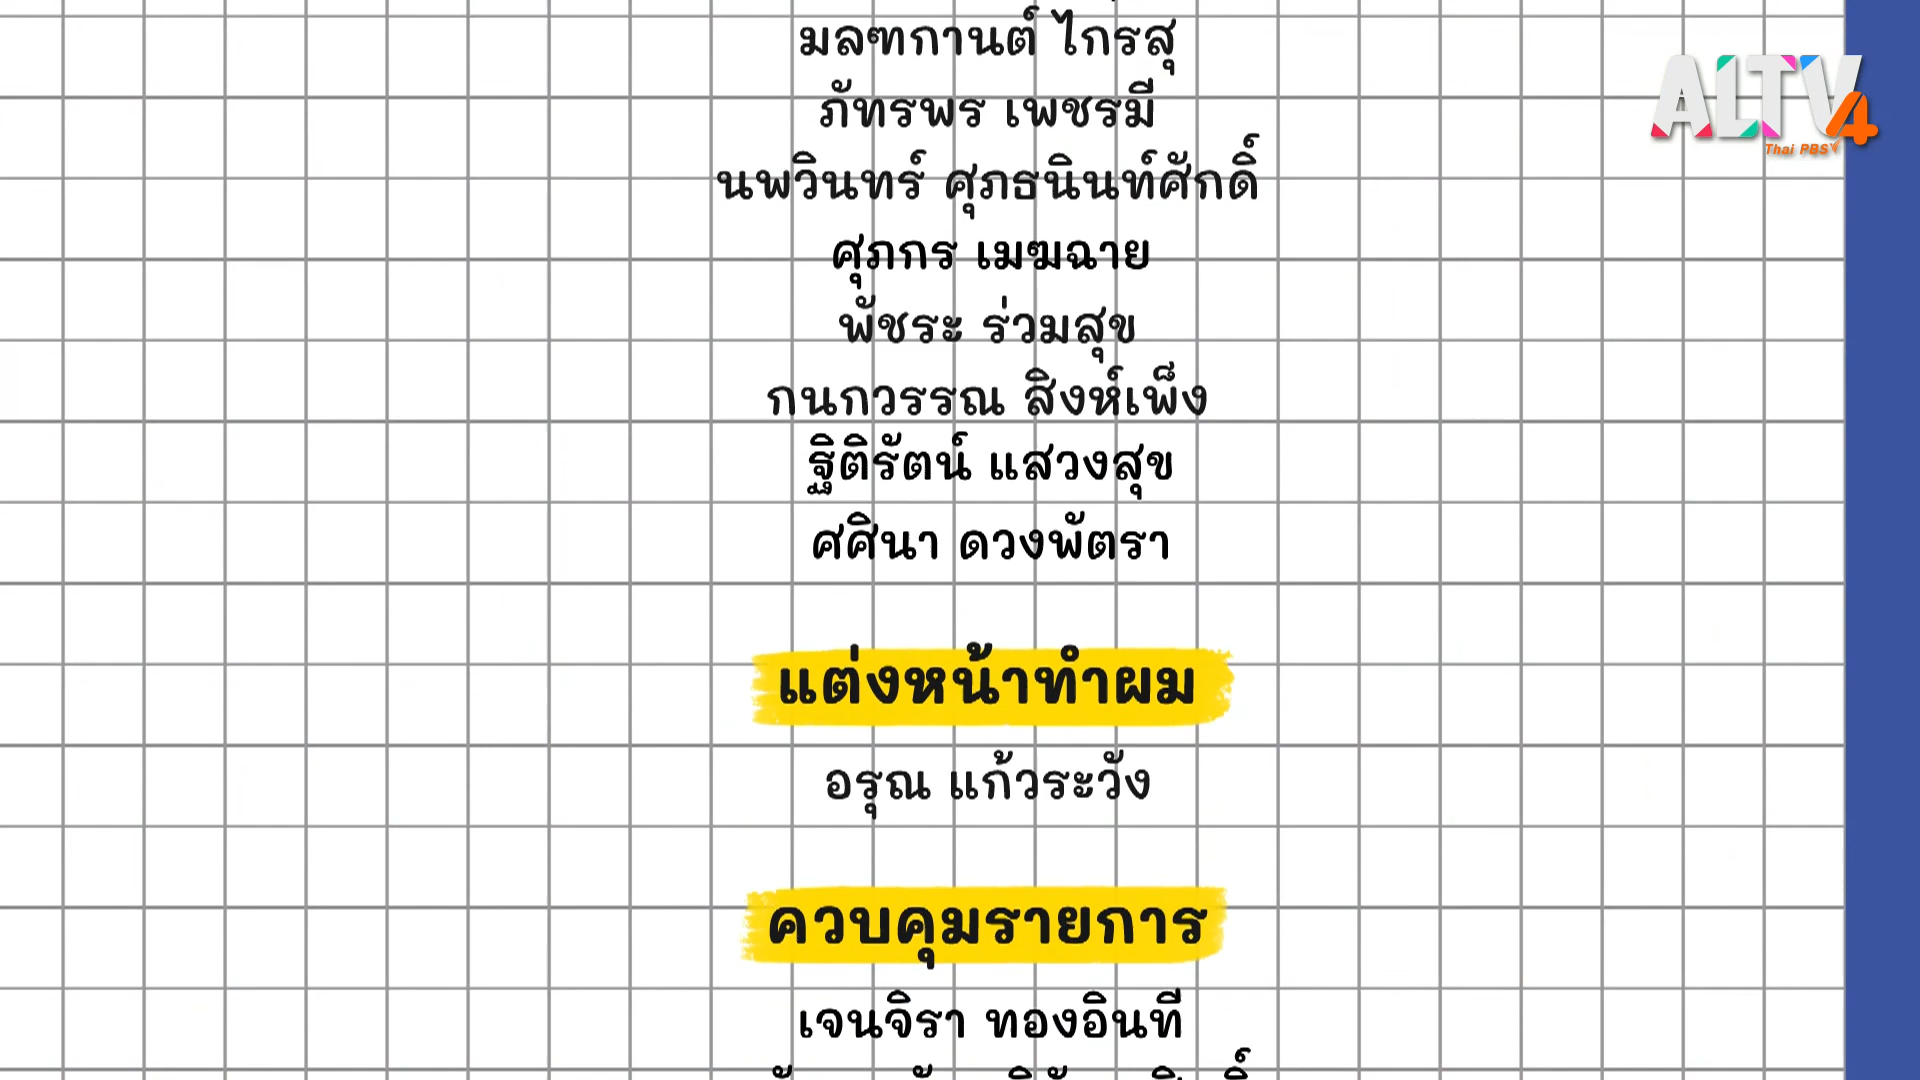 มลฑกานต์ ไกรสุ
ภัทรพร เพชรมี
นพวินทร์ ศุภธนินท์ศักดิ์
ศุภกร เมฆฉาย
พัชระ ร่วมสุข
กนกวรรณ สิงห์เพ็ง
ฐิติรัตน์ แสวงสุข
ศศินา ดวงพัตรา
แต่งหน้าทำผม
อรุณ แก้วระวัง
ควบคุมรายการ
เจนจิรา ทองอินที
ALTV4
Thai PBS